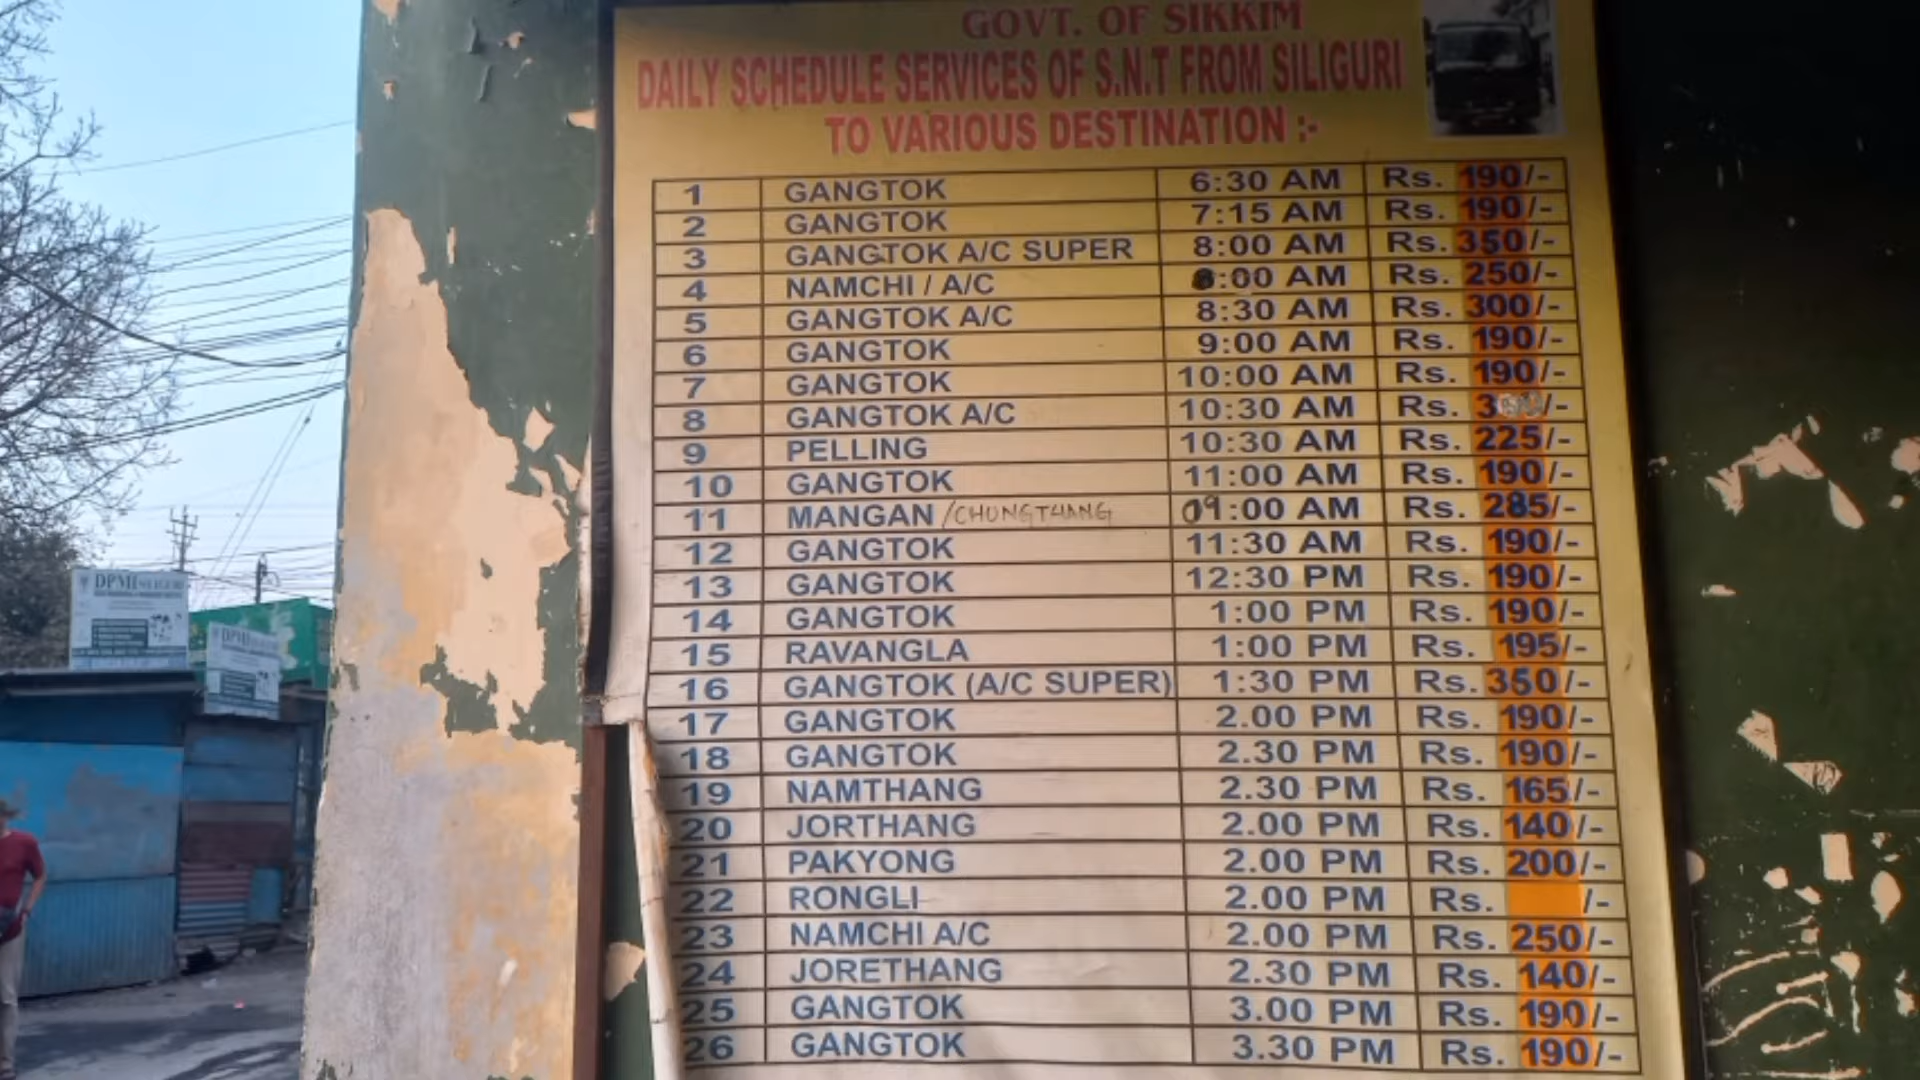 GOVT. OF SIKKIM
DAILY SCHEDULE SERVICES OF S.N.T FROM SILIGURI
TO VARIOUS DESTINATION :-
1 GANGTOK 6:30 AM Rs. 190/-
2 GANGTOK 7:15 AM Rs. 190/-
3 GANGTOK A/C SUPER 8:00 AM Rs. 350/-
4 NAMCHI / A/C 8:00 AM Rs. 250/-
5 GANGTOK A/C 8:30 AM Rs. 300/-
6 GANGTOK 9:00 AM Rs. 190/-
7 GANGTOK 10:00 AM Rs. 190/-
8 GANGTOK A/C 10:30 AM Rs.
9 PELLING 10:30 AM Rs. 225/-
10 GANGTOK 11:00 AM Rs. 190/-
11 MANGAN /CHUNGTHANG 09:00 AM Rs. 285/-
12 GANGTOK 11:30 AM Rs. 190/-
13 GANGTOK 12:30 PM Rs. 190/-
14 GANGTOK 1:00 PM Rs. 190/-
15 RAVANGLA 1:00 PM Rs. 195/-
16 GANGTOK (A/C SUPER) 1:30 PM Rs. 350/-
17 GANGTOK 2.00 PM Rs. 190/-
18 GANGTOK 2.30 PM Rs. 190/-
19 NAMTHANG 2.30 PM Rs. 165/-
20 JORTHANG 2.00 PM Rs. 140/-
21 PAKYONG 2.00 PM Rs. 200/-
22 RONGLI 2.00 PM Rs. /-
23 NAMCHI A/C 2.00 PM Rs. 250/-
24 JORETHANG 2.30 PM Rs. 140/-
25 GANGTOK 3.00 PM Rs. 190/-
26 GANGTOK 3.30 PM Rs. 190/-
DPMI SILIGURI
DPMI